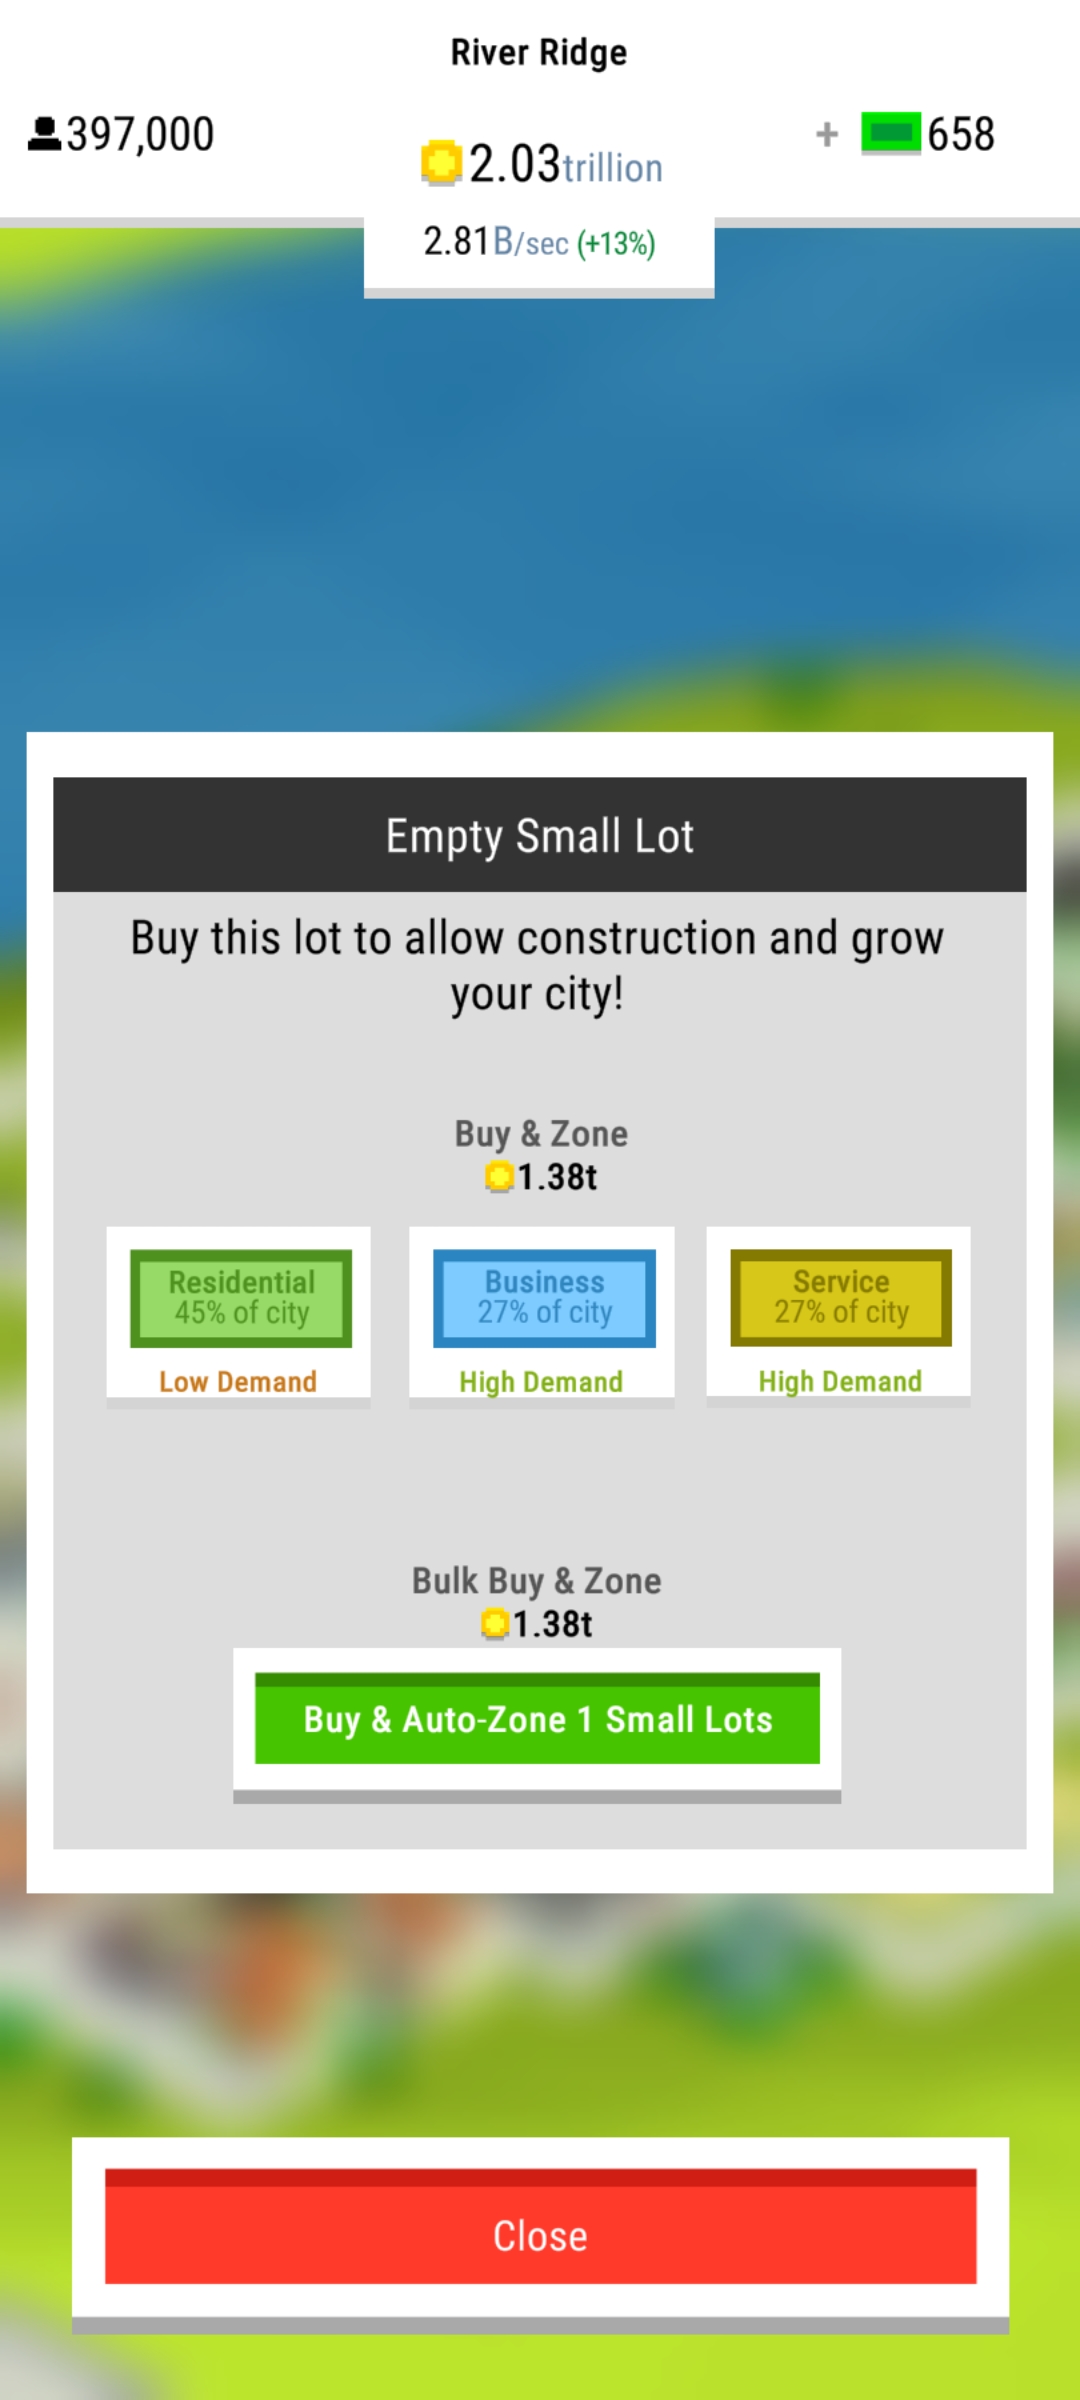 River Ridge
397,000
2.03trillion
+ 658
2.81B/sec (+13%)
Empty Small Lot
Buy this lot to allow construction and grow
your city!
Buy & Zone
1.38t
Residential
45% of city
Low Demand
Business
27% of city
High Demand
Service
27% of city
High Demand
Bulk Buy & Zone
1.38t
Buy & Auto-Zone 1 Small Lots
Close